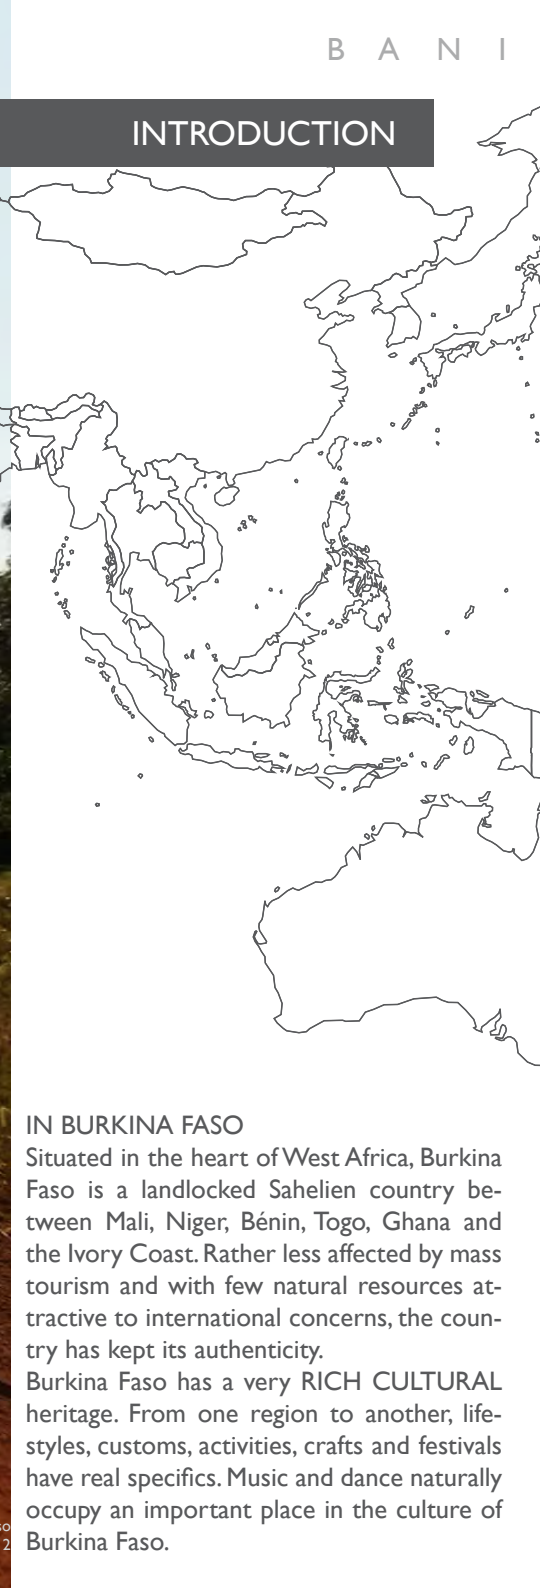 B A N I
INTRODUCTION
IN BURKINA FASO
Situated in the heart of West Africa, Burkina
Faso is a landlocked Sahelien country be-
tween Mali, Niger, Bénin, Togo, Ghana and
the Ivory Coast. Rather less affected by mass
tourism and with few natural resources at-
tractive to international concerns, the coun-
try has kept its authenticity.
Burkina Faso has a very RICH CULTURAL
heritage. From one region to another, life-
styles, customs, activities, crafts and festivals
have real specifics. Music and dance naturally
occupy an important place in the culture of
Burkina Faso.
so
2